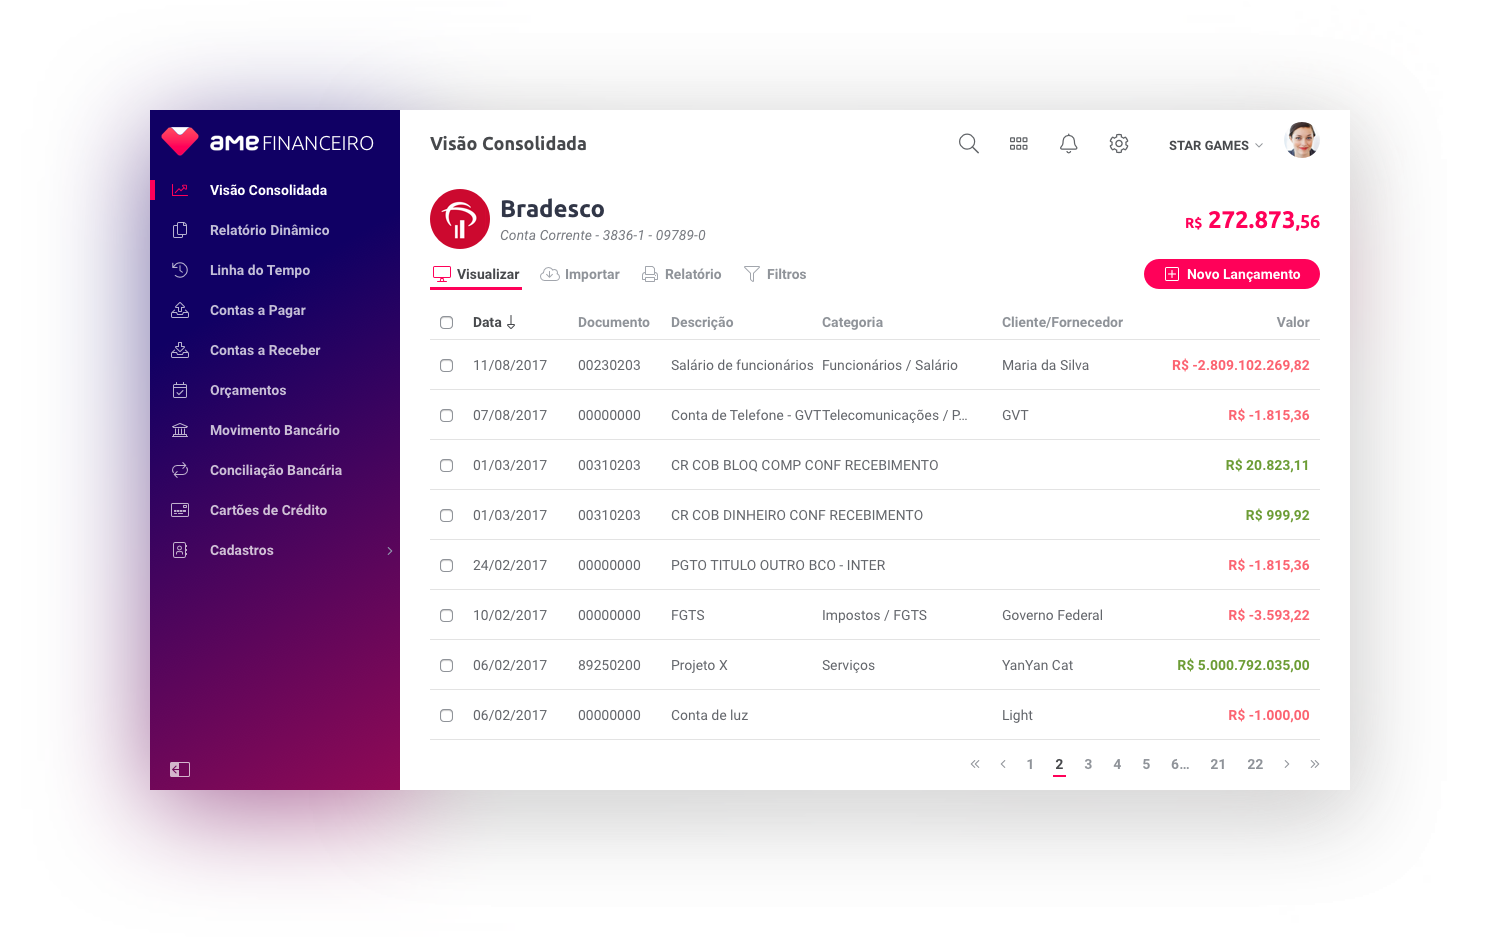 ame FINANCEIRO
Visão Consolidada
Relatório Dinâmico
Linha do Tempo
Contas a Pagar
Contas a Receber
Orçamentos
Movimento Bancário
Conciliação Bancária
Cartões de Crédito
Cadastros
Visão Consolidada
STAR GAMES
Bradesco
Conta Corrente - 3836-1 - 09789-0
R$ 272.873,56
Visualizar Importar Relatório Filtros
Novo Lançamento
Data Documento Descrição Categoria Cliente/Fornecedor Valor
11/08/2017 00230203 Salário de funcionários Funcionários / Salário Maria da Silva R$ -2.809.102.269,82
07/08/2017 00000000 Conta de Telefone - GVT Telecomunicações / P... GVT R$ -1.815,36
01/03/2017 00310203 CR COB BLOQ COMP CONF RECEBIMENTO R$ 20.823,11
01/03/2017 00310203 CR COB DINHEIRO CONF RECEBIMENTO R$ 999,92
24/02/2017 00000000 PGTO TITULO OUTRO BCO - INTER R$ -1.815,36
10/02/2017 00000000 FGTS Impostos / FGTS Governo Federal R$ -3.593,22
06/02/2017 89250200 Projeto X Serviços YanYan Cat R$ 5.000.792.035,00
06/02/2017 00000000 Conta de luz Light R$ -1.000,00
« ‹ 1 2 3 4 5 6... 21 22 › »